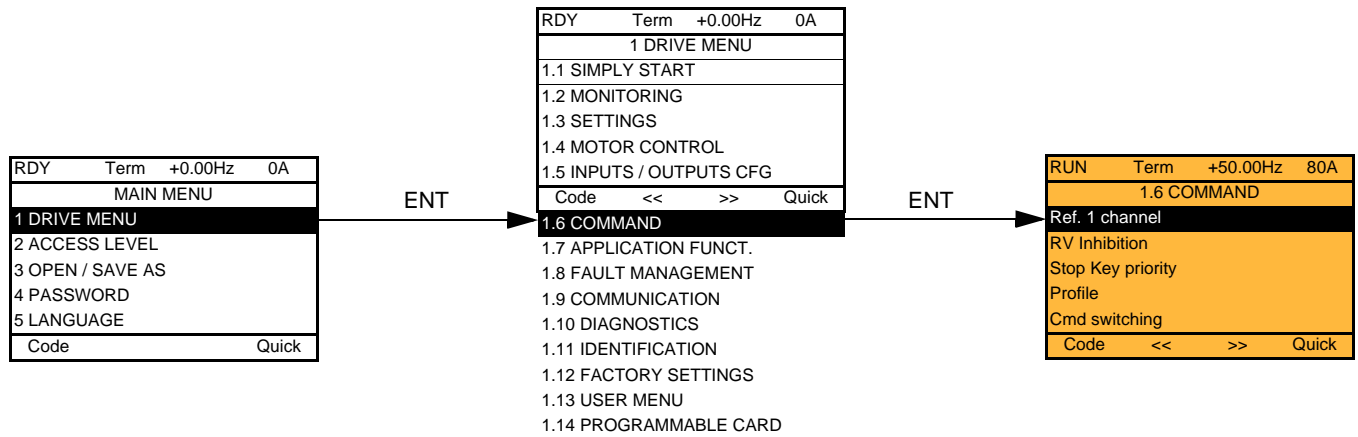 RDY Term +0.00Hz 0A
MAIN MENU
1 DRIVE MENU
2 ACCESS LEVEL
3 OPEN / SAVE AS
4 PASSWORD
5 LANGUAGE
Code Quick
ENT
RDY Term +0.00Hz 0A
1 DRIVE MENU
1.1 SIMPLY START
1.2 MONITORING
1.3 SETTINGS
1.4 MOTOR CONTROL
1.5 INPUTS / OUTPUTS CFG
Code << >> Quick
1.6 COMMAND
1.7 APPLICATION FUNCT.
1.8 FAULT MANAGEMENT
1.9 COMMUNICATION
1.10 DIAGNOSTICS
1.11 IDENTIFICATION
1.12 FACTORY SETTINGS
1.13 USER MENU
1.14 PROGRAMMABLE CARD
ENT
RUN Term +50.00Hz 80A
1.6 COMMAND
Ref. 1 channel
RV Inhibition
Stop Key priority
Profile
Cmd switching
Code << >> Quick